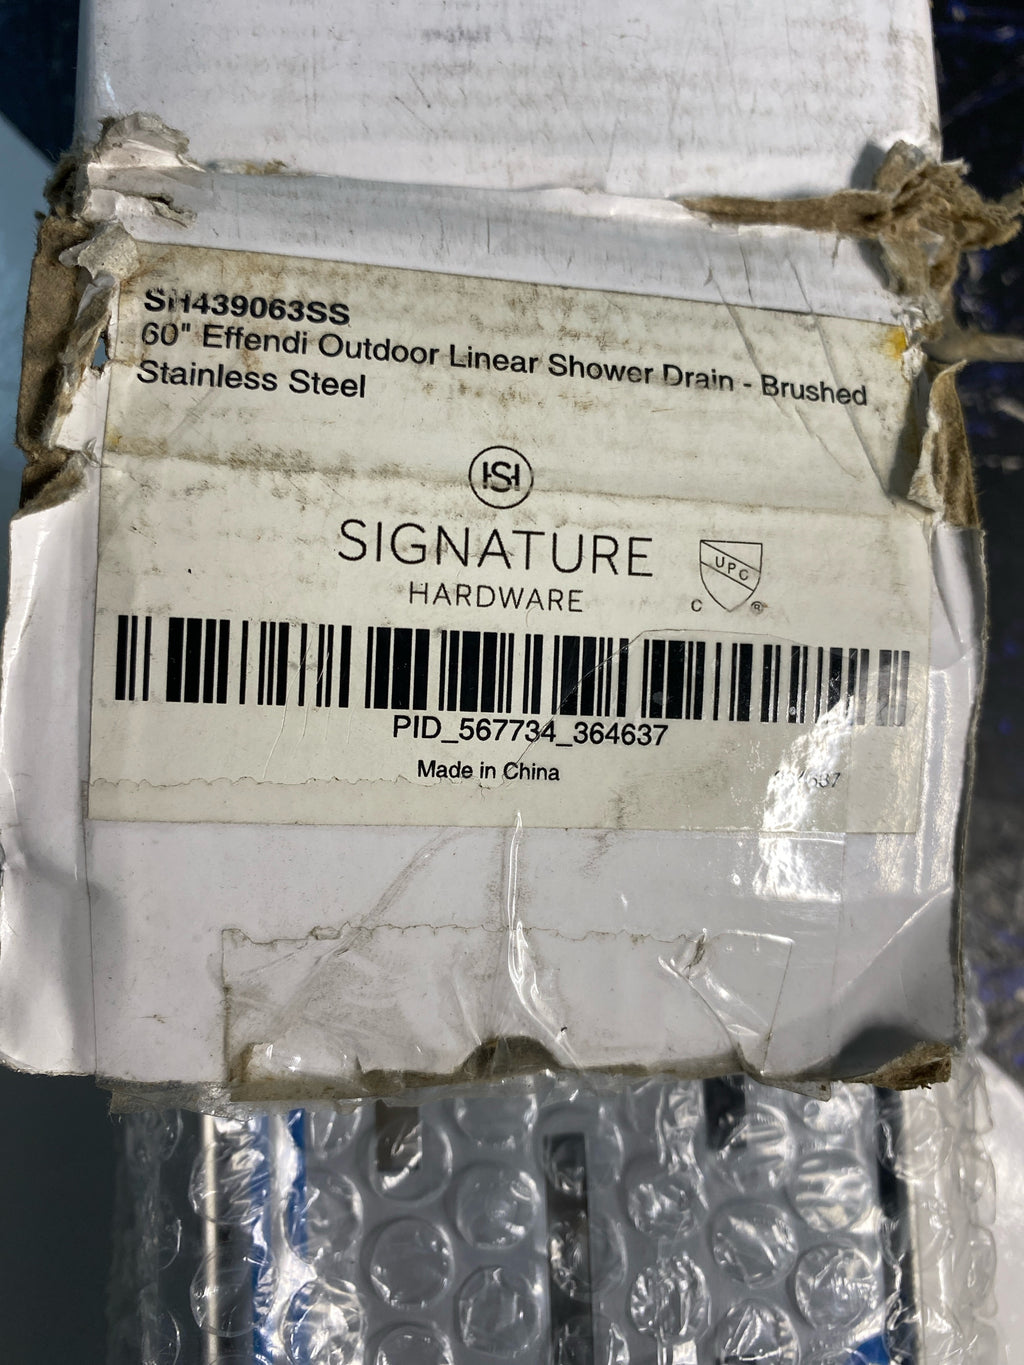 SH439063SS
60" Effendi Outdoor Linear Shower Drain - Brushed
Stainless Steel
SIGNATURE
HARDWARE
UPC
C ®
PID_567734_364637
Made in China